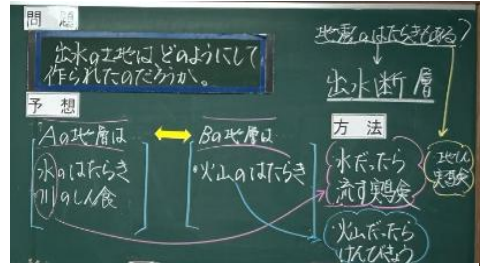 問題
出水の土地は、どのようにして
作られたのだろうか。
地震のはたらきもある?
出水断層
予想
Aの地層は
水のはたらき
川のしん食
Bの地層は
・火山のはたらき
方法
水だったら
流す実験
地しん
実験
火山だったら
けんびきょう